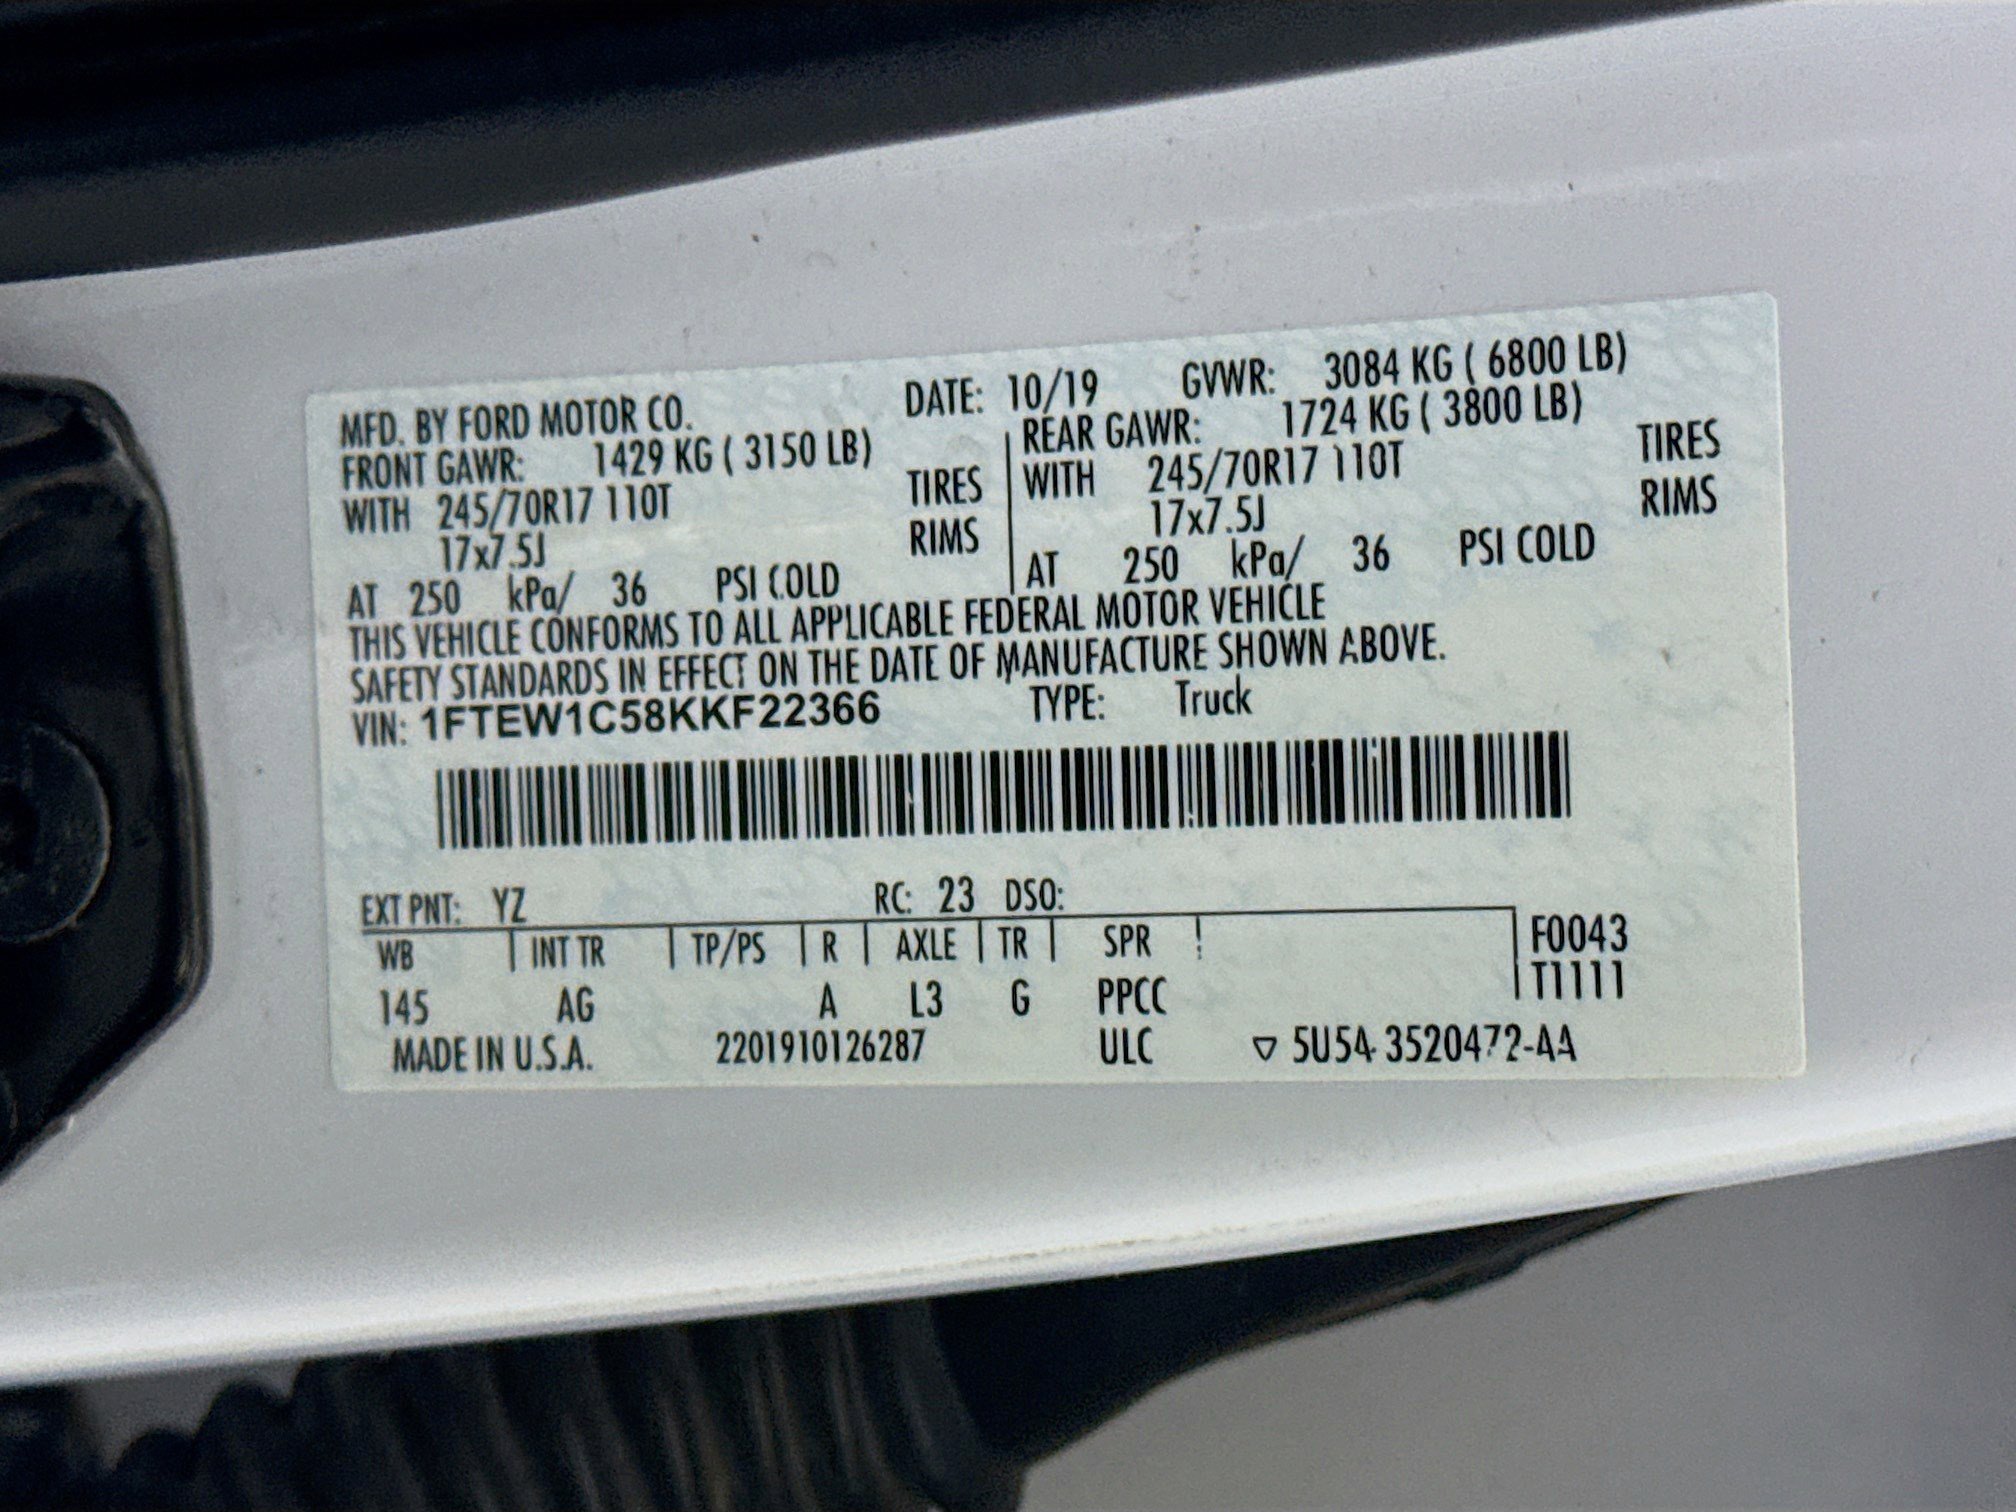 MFD. BY FORD MOTOR CO. DATE: 10/19 GVWR: 3084 KG ( 6800 LB)
FRONT GAWR: 1429 KG ( 3150 LB) REAR GAWR: 1724 KG ( 3800 LB)
WITH 245/70R17 110T TIRES WITH 245/70R17 110T TIRES
17x7.5J RIMS 17x7.5J RIMS
AT 250 kPa/ 36 PSI COLD AT 250 kPa/ 36 PSI COLD
THIS VEHICLE CONFORMS TO ALL APPLICABLE FEDERAL MOTOR VEHICLE
SAFETY STANDARDS IN EFFECT ON THE DATE OF MANUFACTURE SHOWN ABOVE.
VIN: 1FTEW1C58KKF22366 TYPE: Truck
EXT PNT: YZ RC: 23 DSO:
WB INT TR TP/PS R AXLE TR SPR F0043
145 AG A L3 G PPCC T1111
MADE IN U.S.A. 2201910126287 ULC ▽ 5U5A-3520472-AA